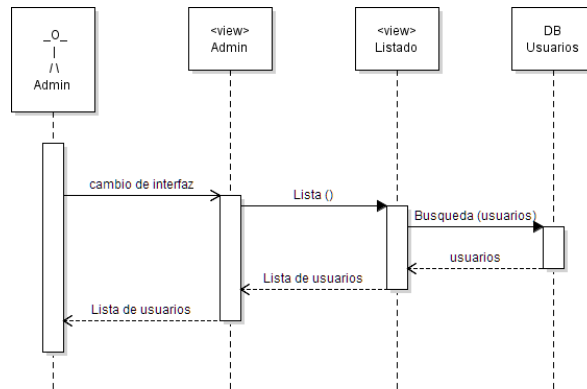 _O_
|
/\
Admin
<view>
Admin
<view>
Listado
DB
Usuarios
cambio de interfaz
Lista ()
Busqueda (usuarios)
usuarios
Lista de usuarios
Lista de usuarios